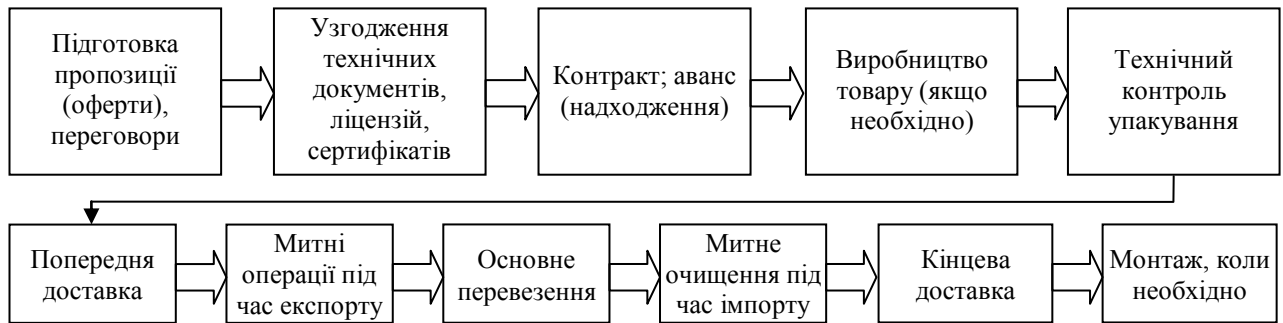 Підготовка
пропозиції
(оферти),
переговори
Узгодження
технічних
документів,
ліцензій,
сертифікатів
Контракт; аванс
(надходження)
Виробництво
товару (якщо
необхідно)
Технічний
контроль
упакування
Попередня
доставка
Митні
операції під
час експорту
Основне
перевезення
Митне
очищення під
час імпорту
Кінцева
доставка
Монтаж, коли
необхідно